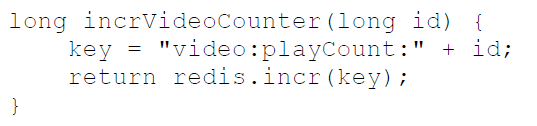 long incrVideoCounter(long id) {
    key = "video:playCount:" + id;
    return redis.incr(key);
}